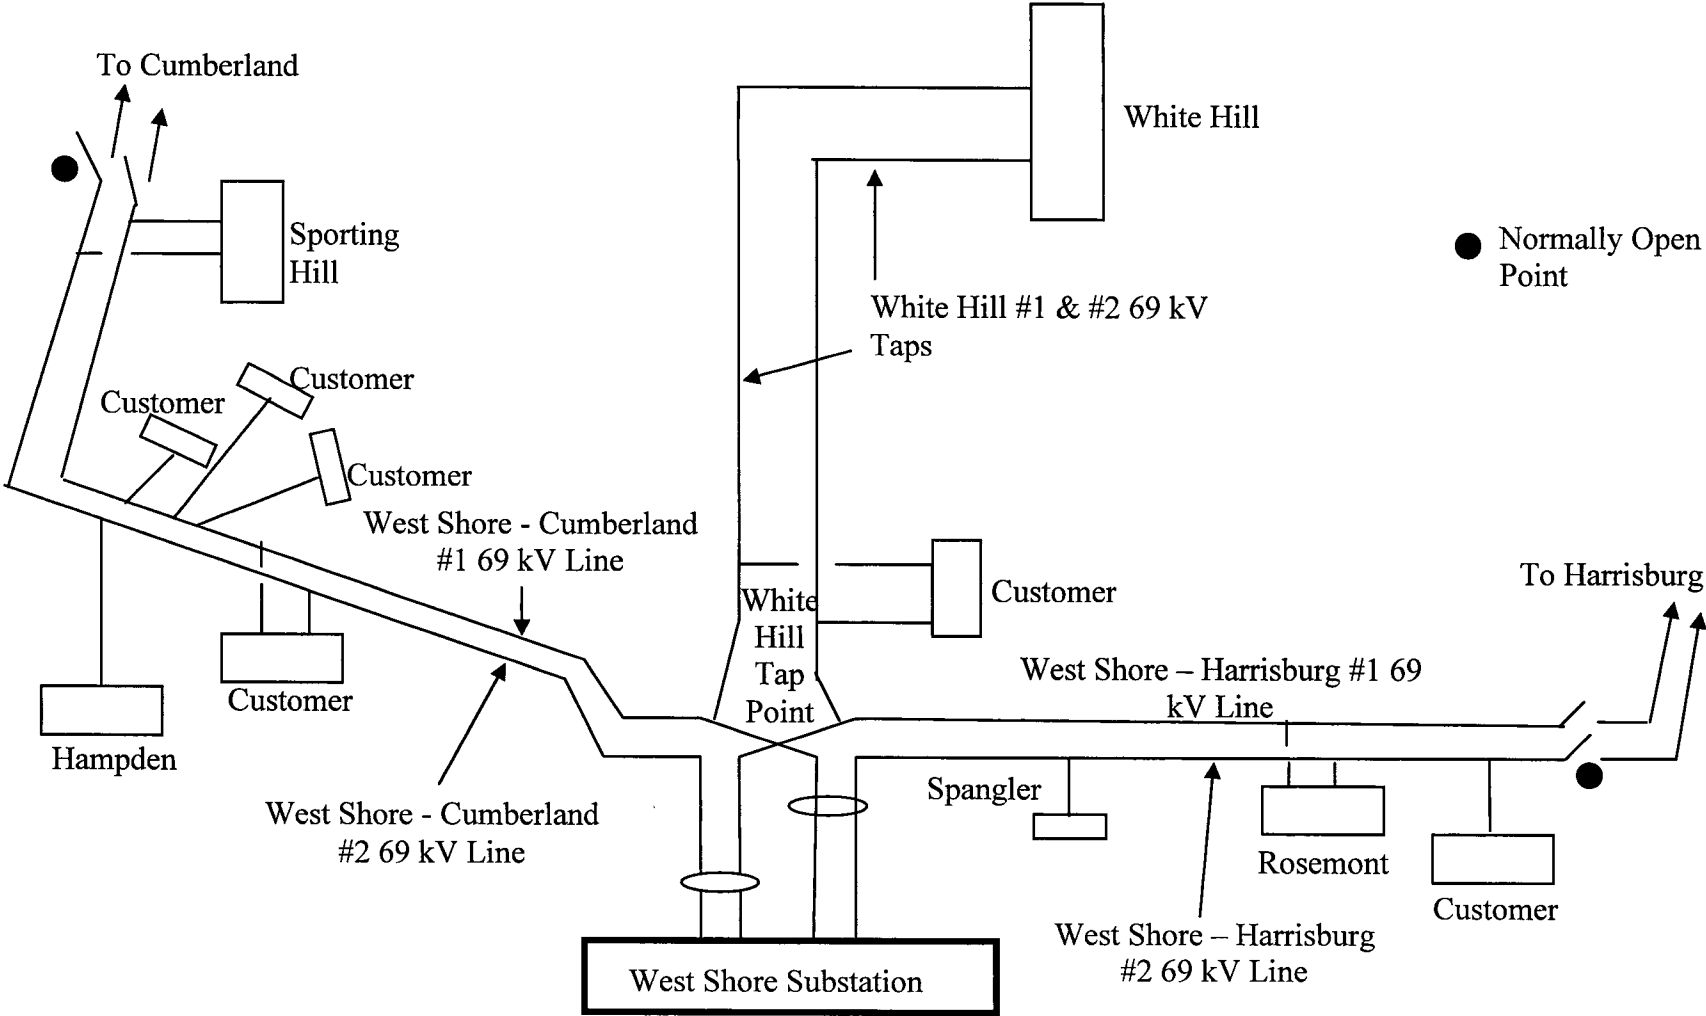 To Cumberland
White Hill
Sporting
Hill
Normally Open
Point
White Hill #1 & #2 69 kV
Taps
Customer
Customer
Customer
West Shore - Cumberland
#1 69 kV Line
White
Hill
Tap
Point
Customer
To Harrisburg
West Shore – Harrisburg #1 69
kV Line
Customer
Hampden
West Shore - Cumberland
#2 69 kV Line
Spangler
Rosemont
Customer
West Shore – Harrisburg
#2 69 kV Line
West Shore Substation